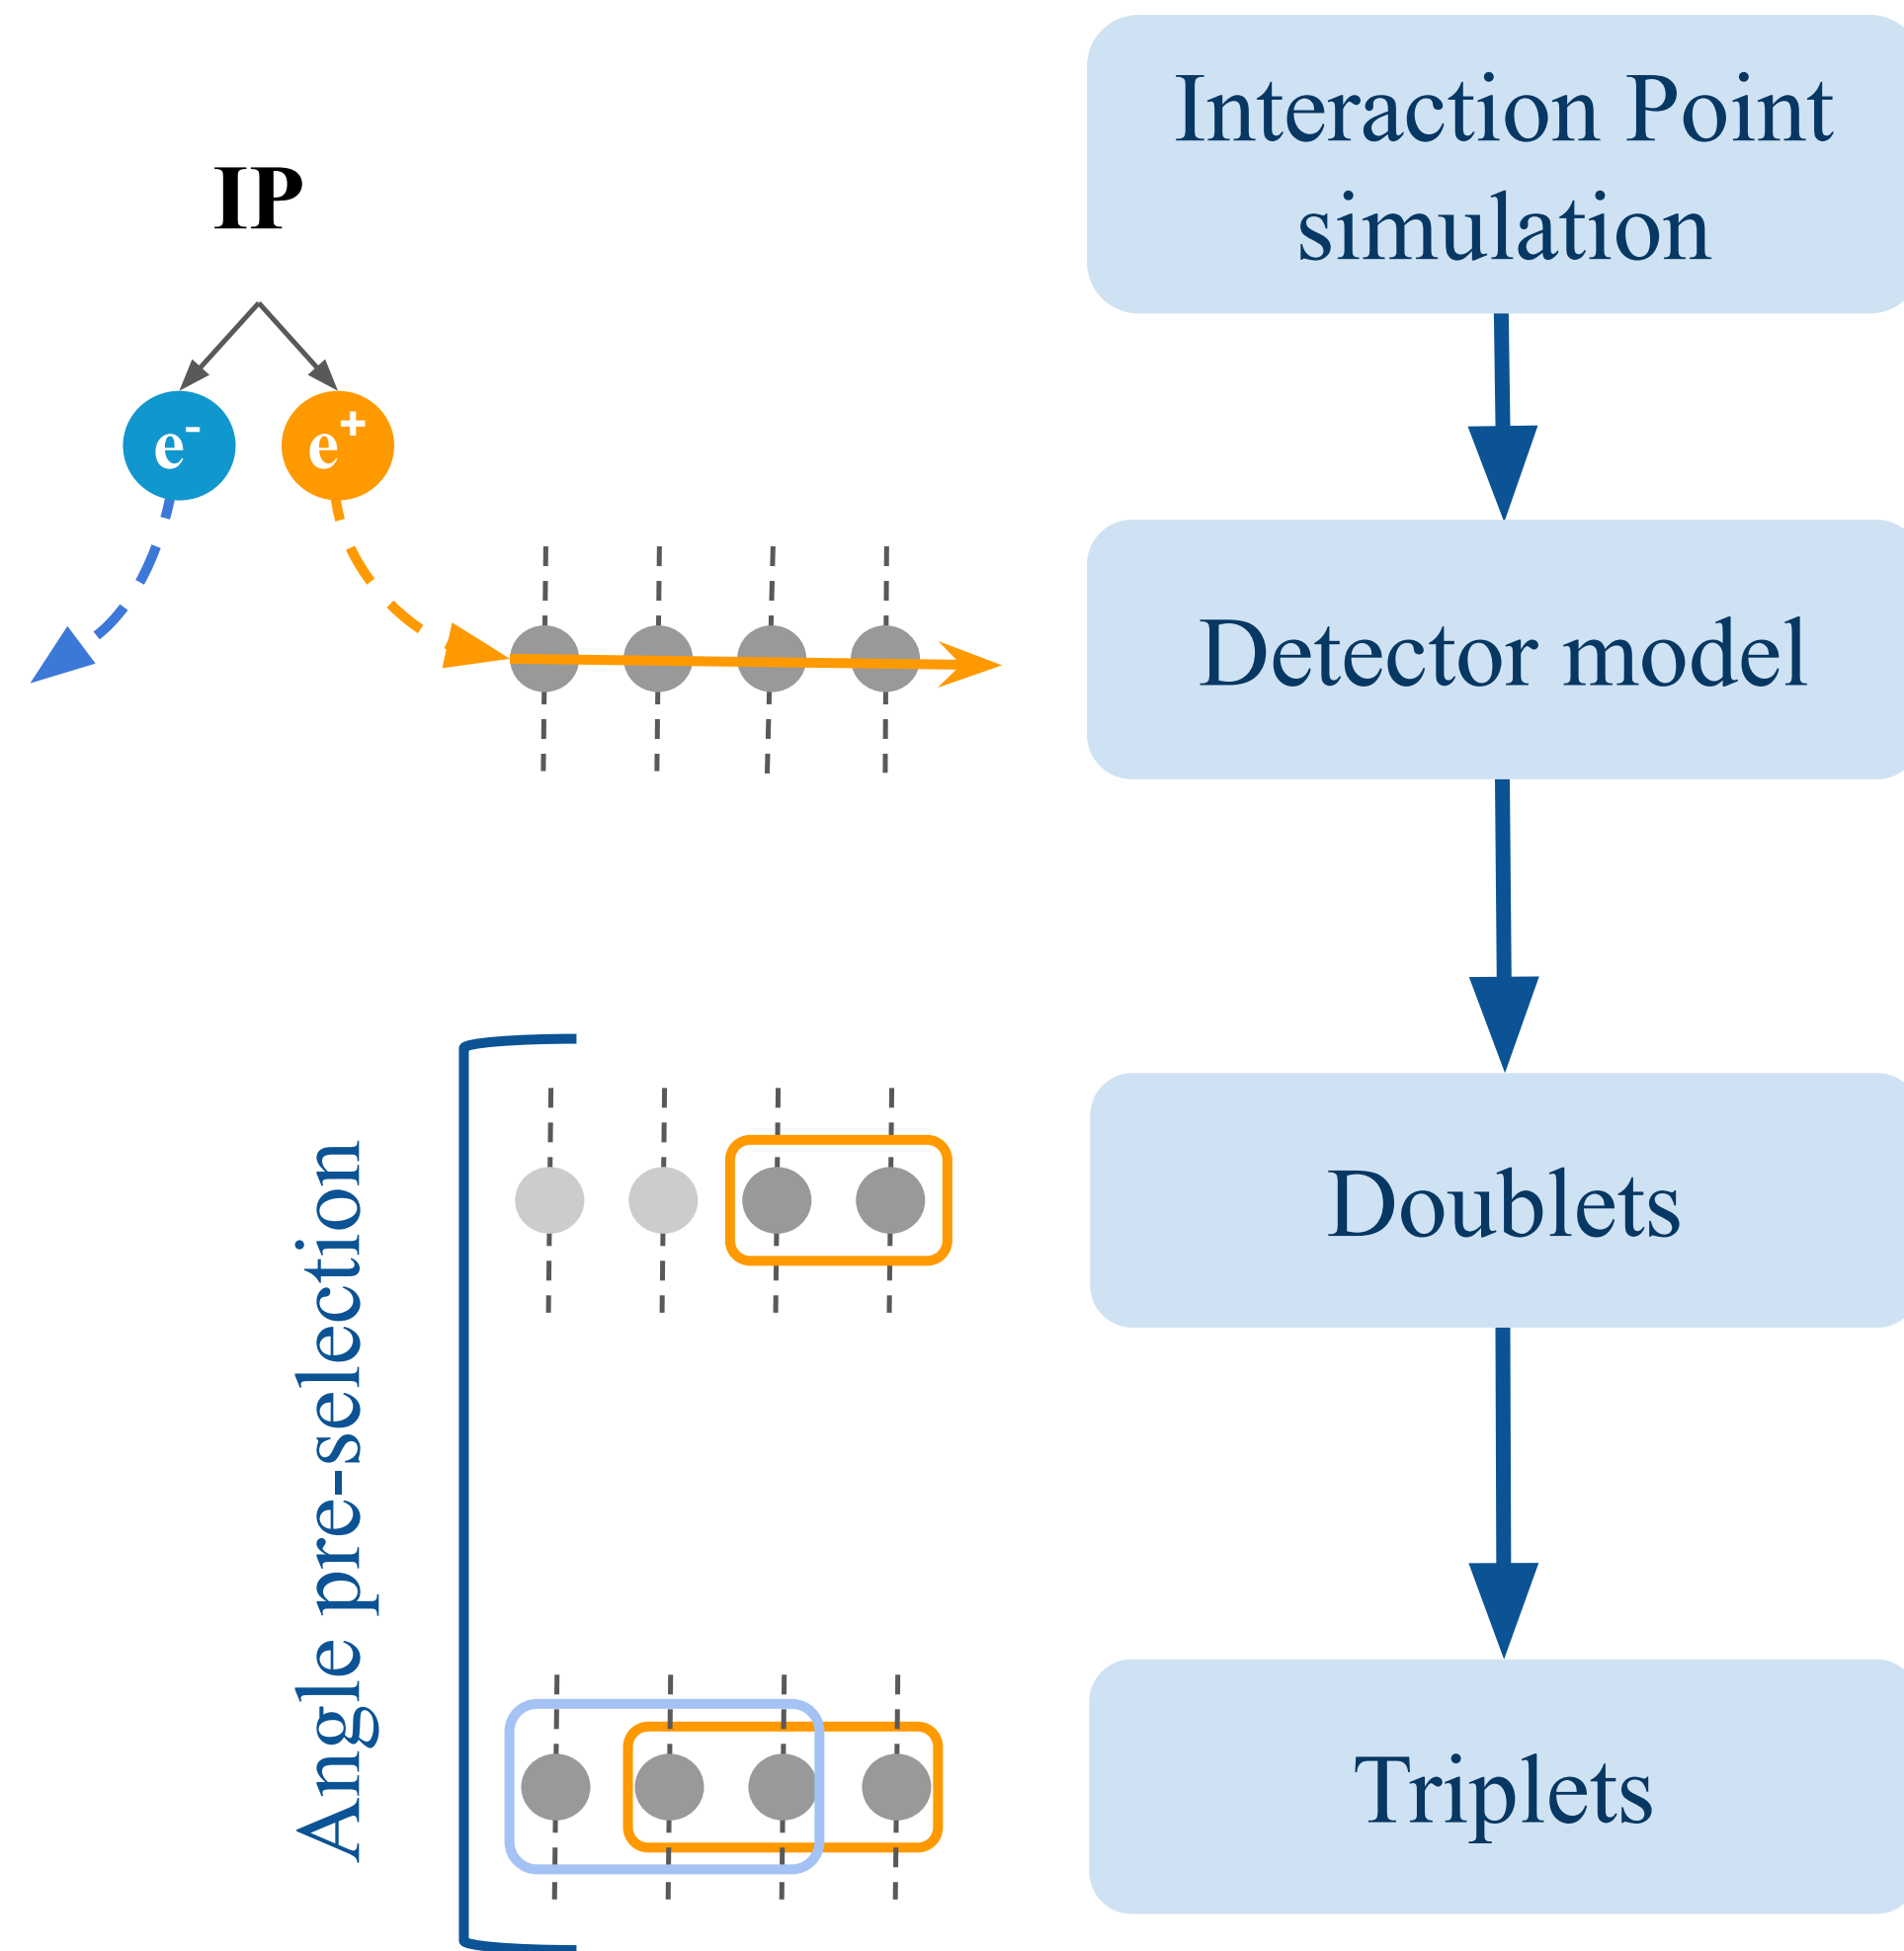 Interaction Point
simulation
IP
e-
e+
Detector model
Angle pre-selection
Doublets
Triplets